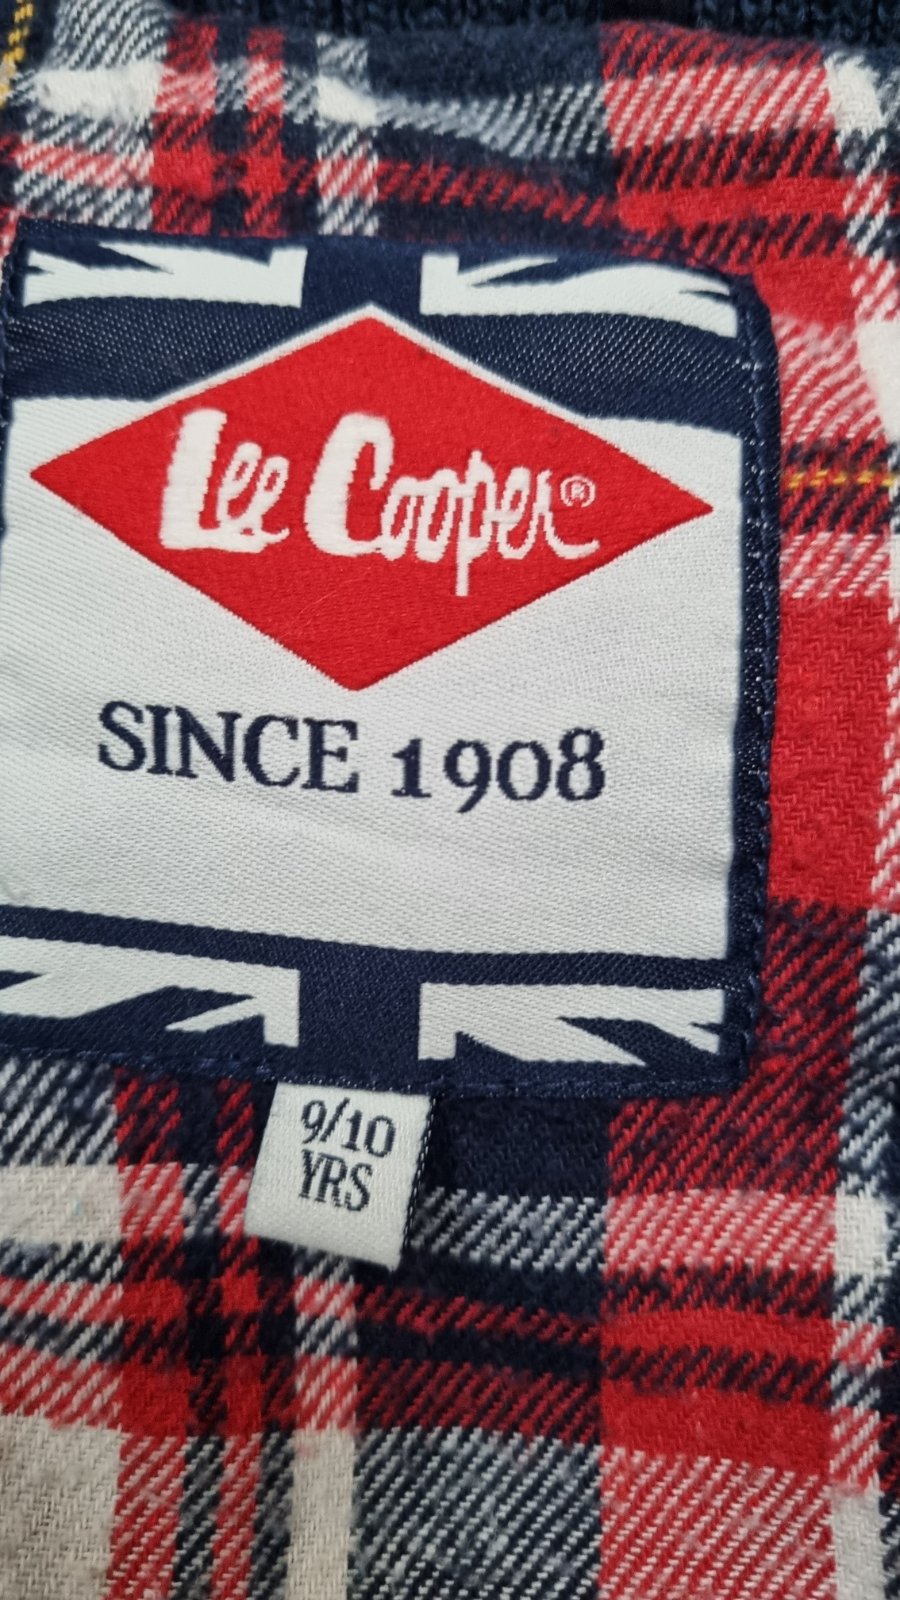 Lee Cooper®
SINCE 1908
9/10
YRS